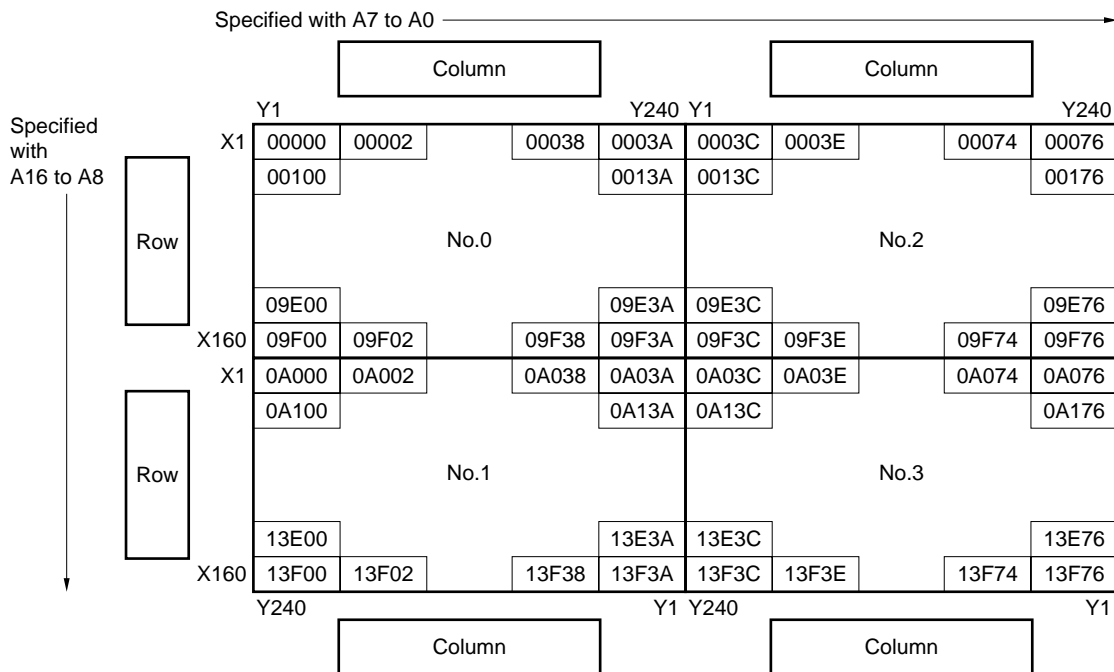 Specified with A7 to A0
Column Column
Y1 Y240 Y1 Y240
Specified
with
A16 to A8
X1 00000 00002 00038 0003A 0003C 0003E 00074 00076
00100 0013A 0013C 00176
Row No.0 No.2
09E00 09E3A 09E3C 09E76
X160 09F00 09F02 09F38 09F3A 09F3C 09F3E 09F74 09F76
X1 0A000 0A002 0A038 0A03A 0A03C 0A03E 0A074 0A076
0A100 0A13A 0A13C 0A176
Row No.1 No.3
13E00 13E3A 13E3C 13E76
X160 13F00 13F02 13F38 13F3A 13F3C 13F3E 13F74 13F76
Y240 Y1 Y240 Y1
Column Column